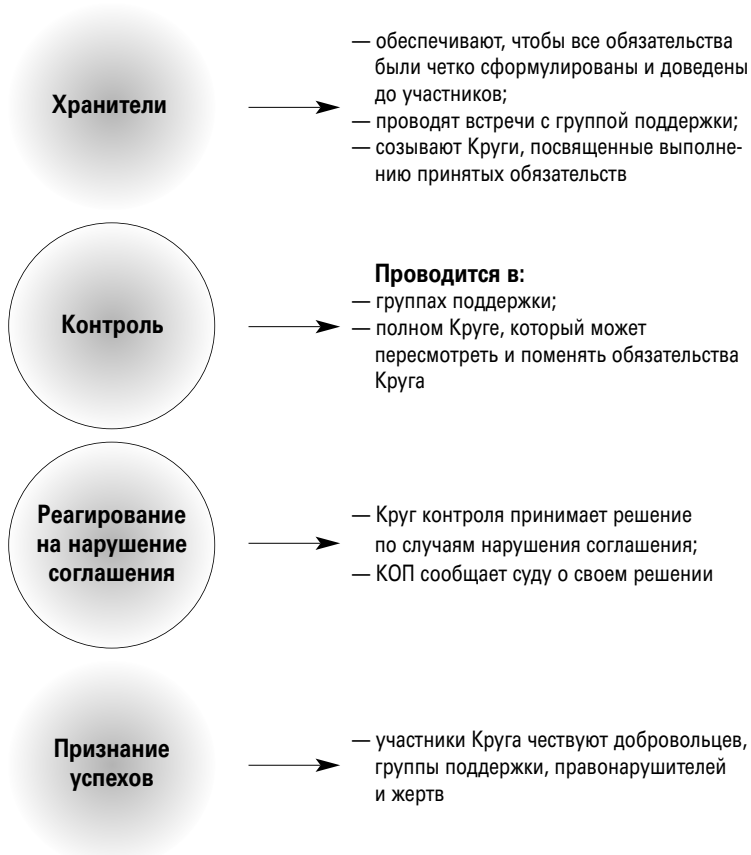 Хранители
— обеспечивают, чтобы все обязательства
были четко сформулированы и доведены
до участников;
— проводят встречи с группой поддержки;
— созывают Круги, посвященные выполне-
нию принятых обязательств
Контроль
Проводится в:
— группах поддержки;
— полном Круге, который может
пересмотреть и поменять обязательства
Круга
Реагирование
на нарушение
соглашения
— Круг контроля принимает решение
по случаям нарушения соглашения;
— КОП сообщает суду о своем решении
Признание
успехов
— участники Круга чествуют добровольцев,
группы поддержки, правонарушителей
и жертв